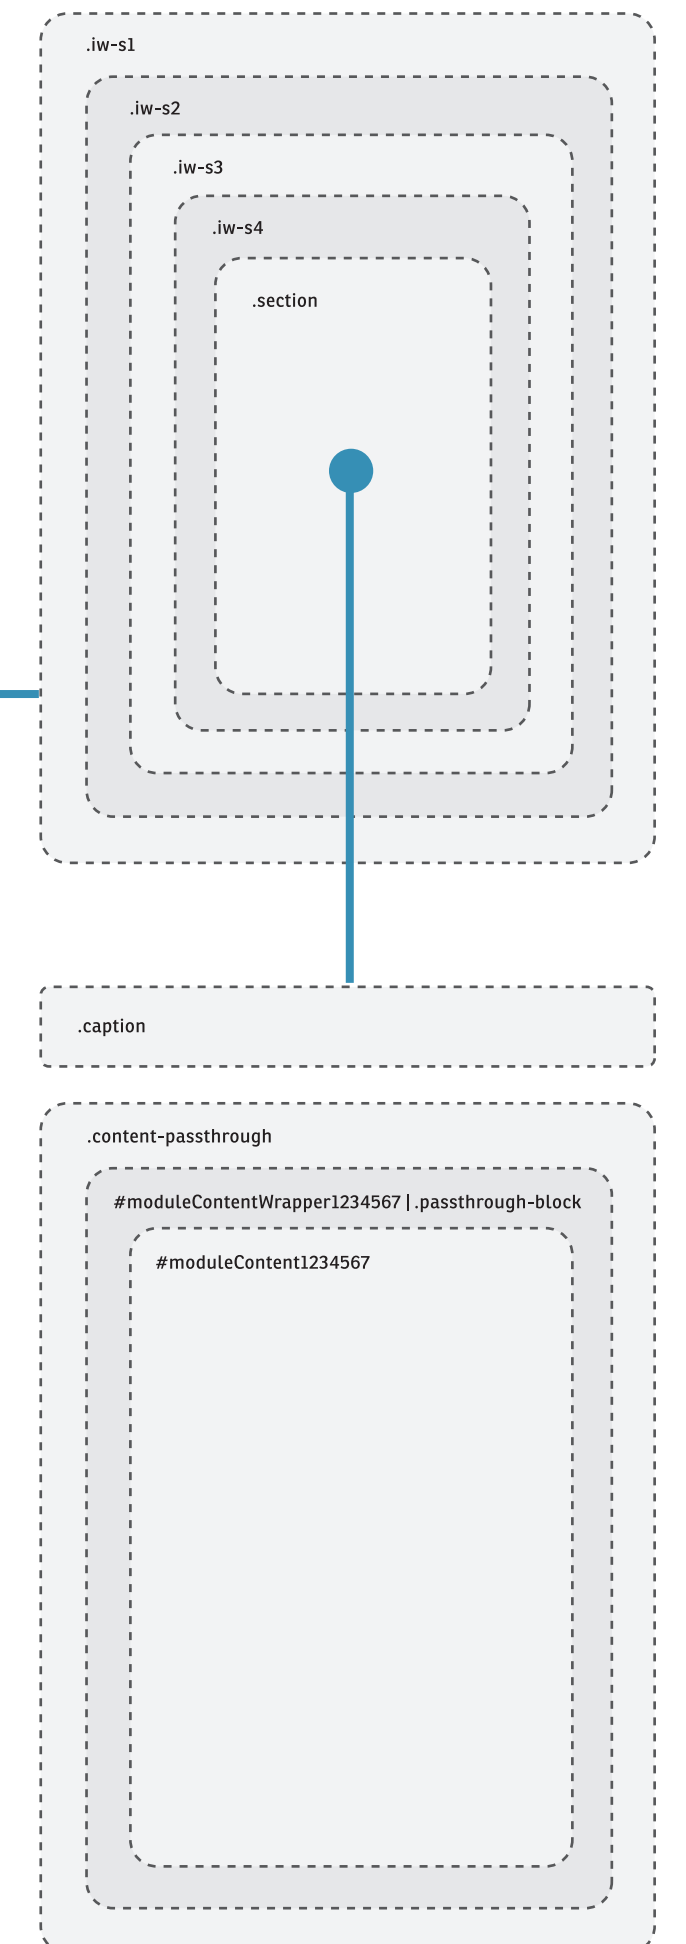 .iw-s1
.iw-s2
.iw-s3
.iw-s4
.section
.caption
.content-passthrough
#moduleContentWrapper1234567 | .passthrough-block
#moduleContent1234567